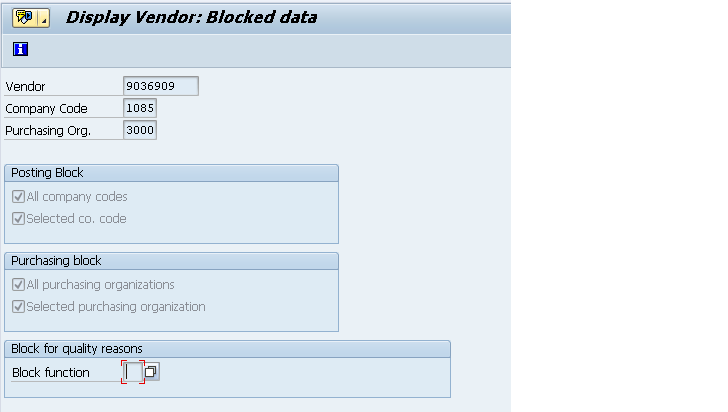 Display Vendor: Blocked data
Vendor 9036909
Company Code 1085
Purchasing Org. 3000
Posting Block
All company codes
Selected co. code
Purchasing block
All purchasing organizations
Selected purchasing organization
Block for quality reasons
Block function